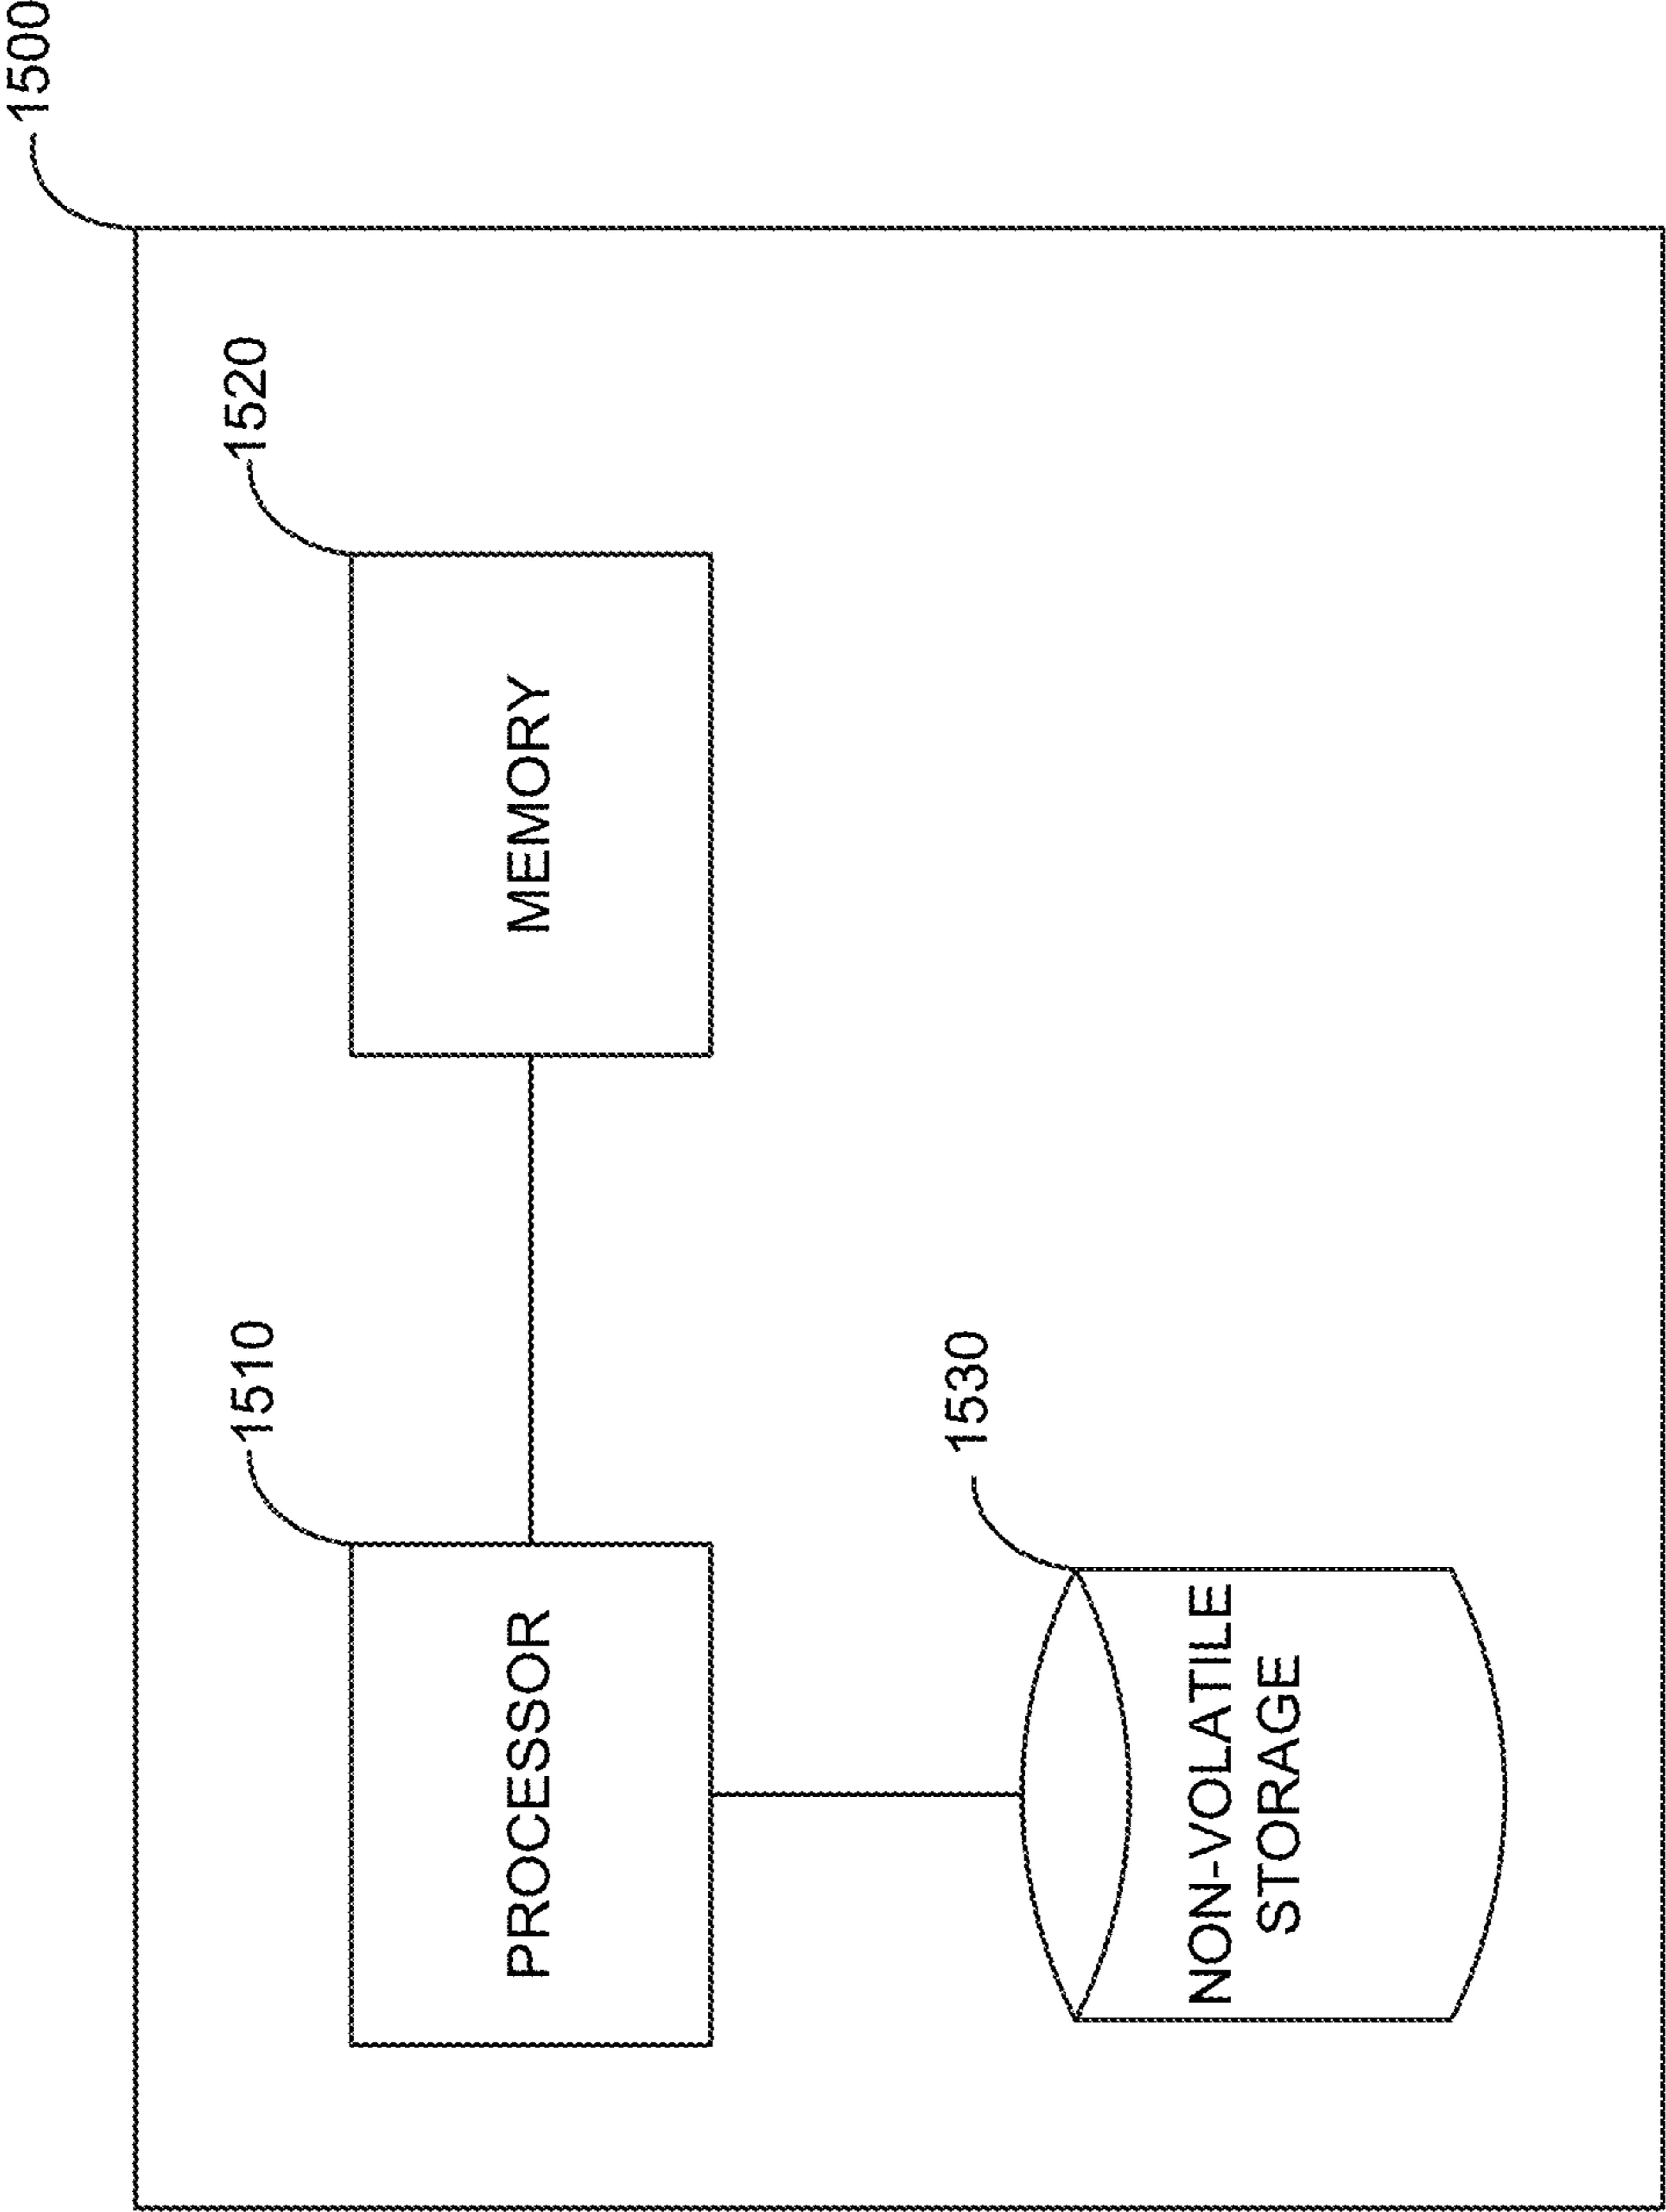 1500
1510
1520
PROCESSOR
MEMORY
1530
NON-VOLATILE
STORAGE